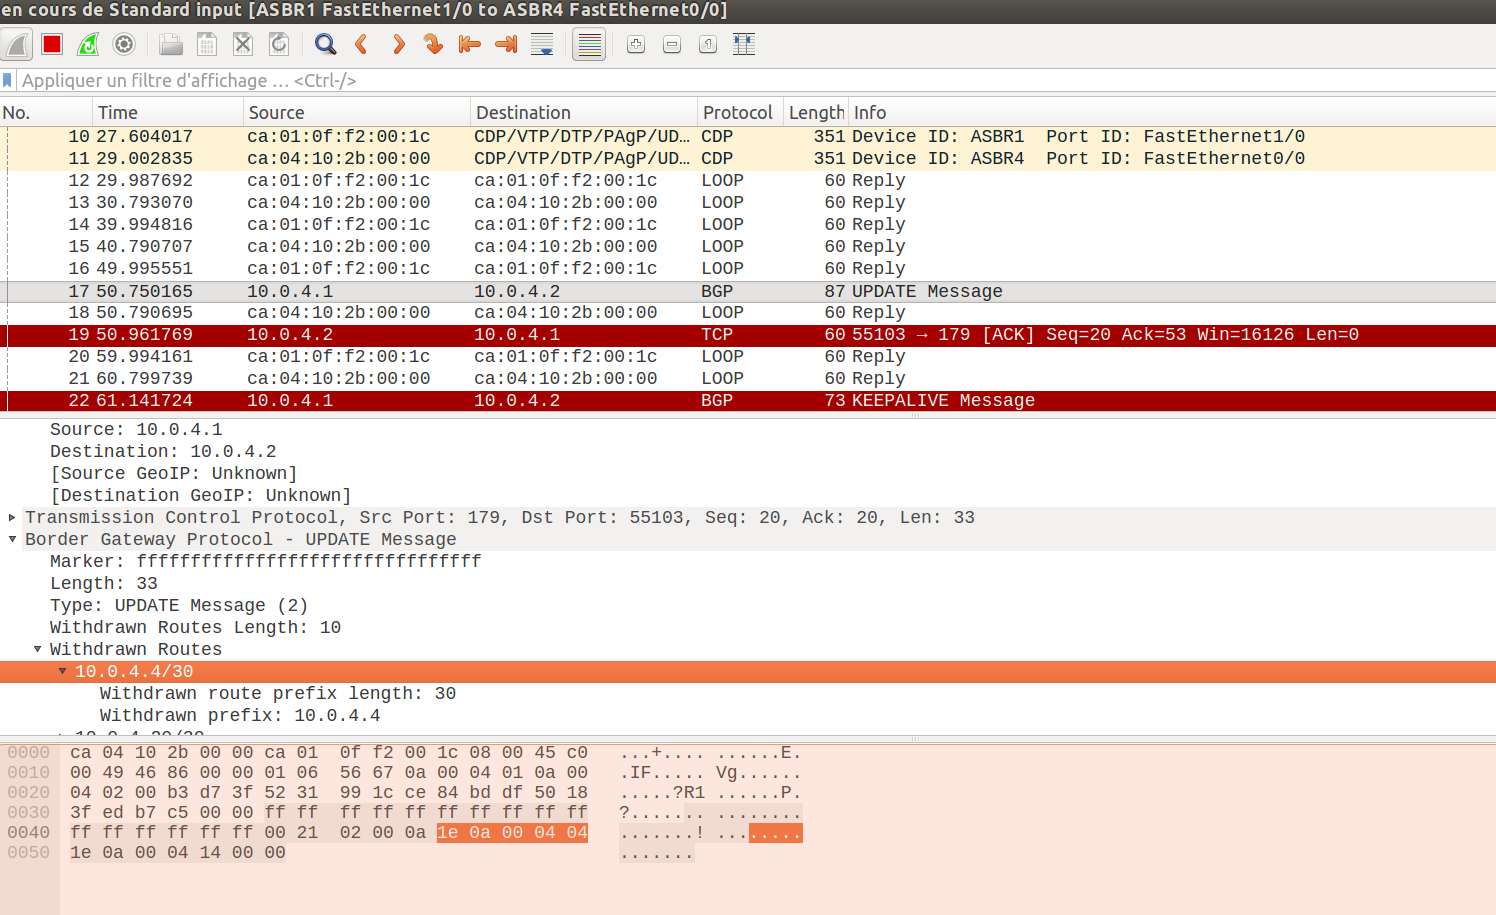 en cours de Standard input [ASBR1 FastEthernet1/0 to ASBR4 FastEthernet0/0]
Appliquer un filtre d'affichage … <Ctrl-/>
No. Time Source Destination Protocol Length Info
10 27.604017 ca:01:0f:f2:00:1c CDP/VTP/DTP/PAgP/UD… CDP 351 Device ID: ASBR1 Port ID: FastEthernet1/0
11 29.002835 ca:04:10:2b:00:00 CDP/VTP/DTP/PAgP/UD… CDP 351 Device ID: ASBR4 Port ID: FastEthernet0/0
12 29.987692 ca:01:0f:f2:00:1c ca:01:0f:f2:00:1c LOOP 60 Reply
13 30.793070 ca:04:10:2b:00:00 ca:04:10:2b:00:00 LOOP 60 Reply
14 39.994816 ca:01:0f:f2:00:1c ca:01:0f:f2:00:1c LOOP 60 Reply
15 40.790707 ca:04:10:2b:00:00 ca:04:10:2b:00:00 LOOP 60 Reply
16 49.995551 ca:01:0f:f2:00:1c ca:01:0f:f2:00:1c LOOP 60 Reply
17 50.750165 10.0.4.1 10.0.4.2 BGP 87 UPDATE Message
18 50.790695 ca:04:10:2b:00:00 ca:04:10:2b:00:00 LOOP 60 Reply
19 50.961769 10.0.4.2 10.0.4.1 TCP 60 55103 → 179 [ACK] Seq=20 Ack=53 Win=16126 Len=0
20 59.994161 ca:01:0f:f2:00:1c ca:01:0f:f2:00:1c LOOP 60 Reply
21 60.799739 ca:04:10:2b:00:00 ca:04:10:2b:00:00 LOOP 60 Reply
22 61.141724 10.0.4.1 10.0.4.2 BGP 73 KEEPALIVE Message
Source: 10.0.4.1
Destination: 10.0.4.2
[Source GeoIP: Unknown]
[Destination GeoIP: Unknown]
Transmission Control Protocol, Src Port: 179, Dst Port: 55103, Seq: 20, Ack: 20, Len: 33
Border Gateway Protocol - UPDATE Message
Marker: ffffffffffffffffffffffffffffffff
Length: 33
Type: UPDATE Message (2)
Withdrawn Routes Length: 10
Withdrawn Routes
10.0.4.4/30
Withdrawn route prefix length: 30
Withdrawn prefix: 10.0.4.4
10.0.4.20/30
0000 ca 04 10 2b 00 00 ca 01 0f f2 00 1c 08 00 45 c0 ...+.... ......E.
0010 00 49 46 86 00 00 01 06 56 67 0a 00 04 01 0a 00 .IF..... Vg......
0020 04 02 00 b3 d7 3f 52 31 99 1c ce 84 bd df 50 18 .....?R1 ......P.
0030 3f ed b7 c5 00 00 ff ff ff ff ff ff ff ff ff ff ?....... ........
0040 ff ff ff ff ff ff 00 21 02 00 0a 1e 0a 00 04 04 .......! ........
0050 1e 0a 00 04 14 00 00 .......